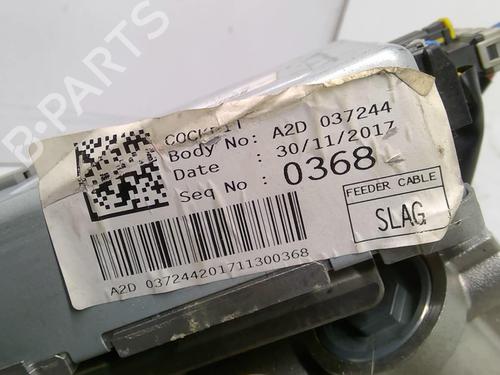 B-PARTS
COCKPIT
Body No: A2D 037244
Date : 30/11/2017
Seq No : 0368
FEEDER CABLE
SLAG
A2D 037244201711300368